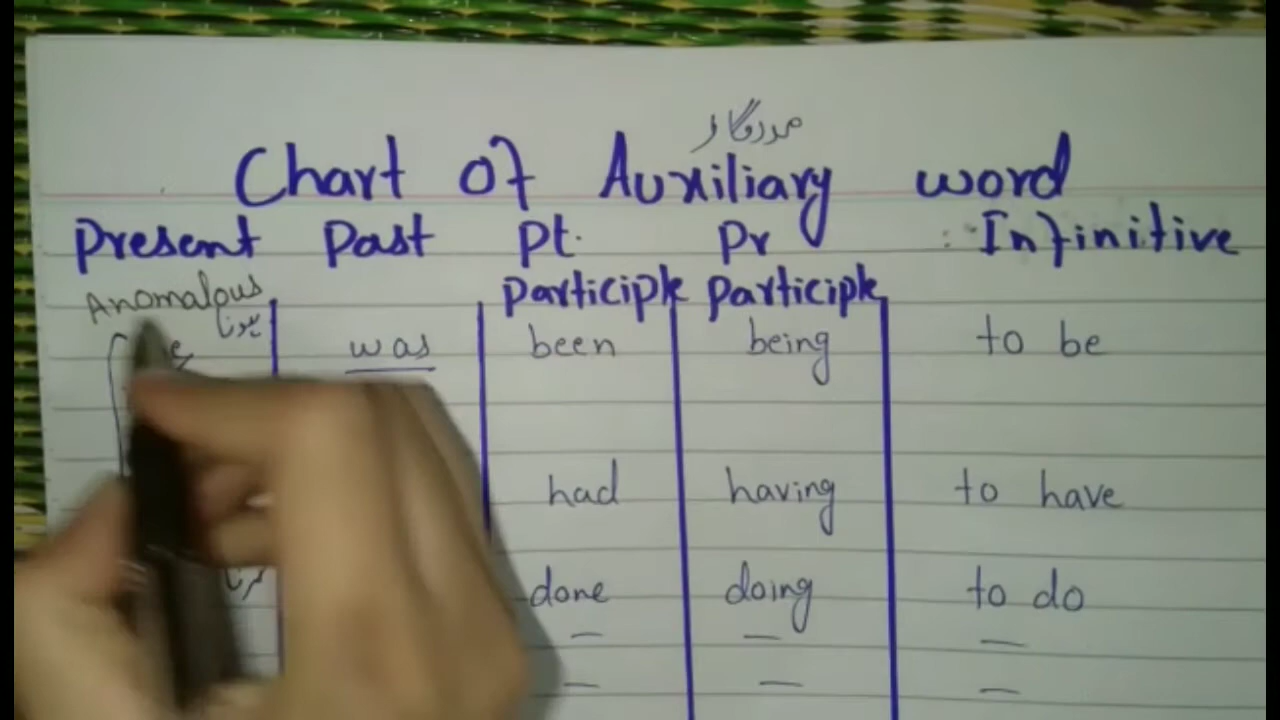 مددگار
Chart Of Auxiliary word
Present Past Pt. Pr Infinitive
Participle Participle
Anomalous
ہونا
was been being to be
had having to have
کرنا done doing to do
— — —
— — —